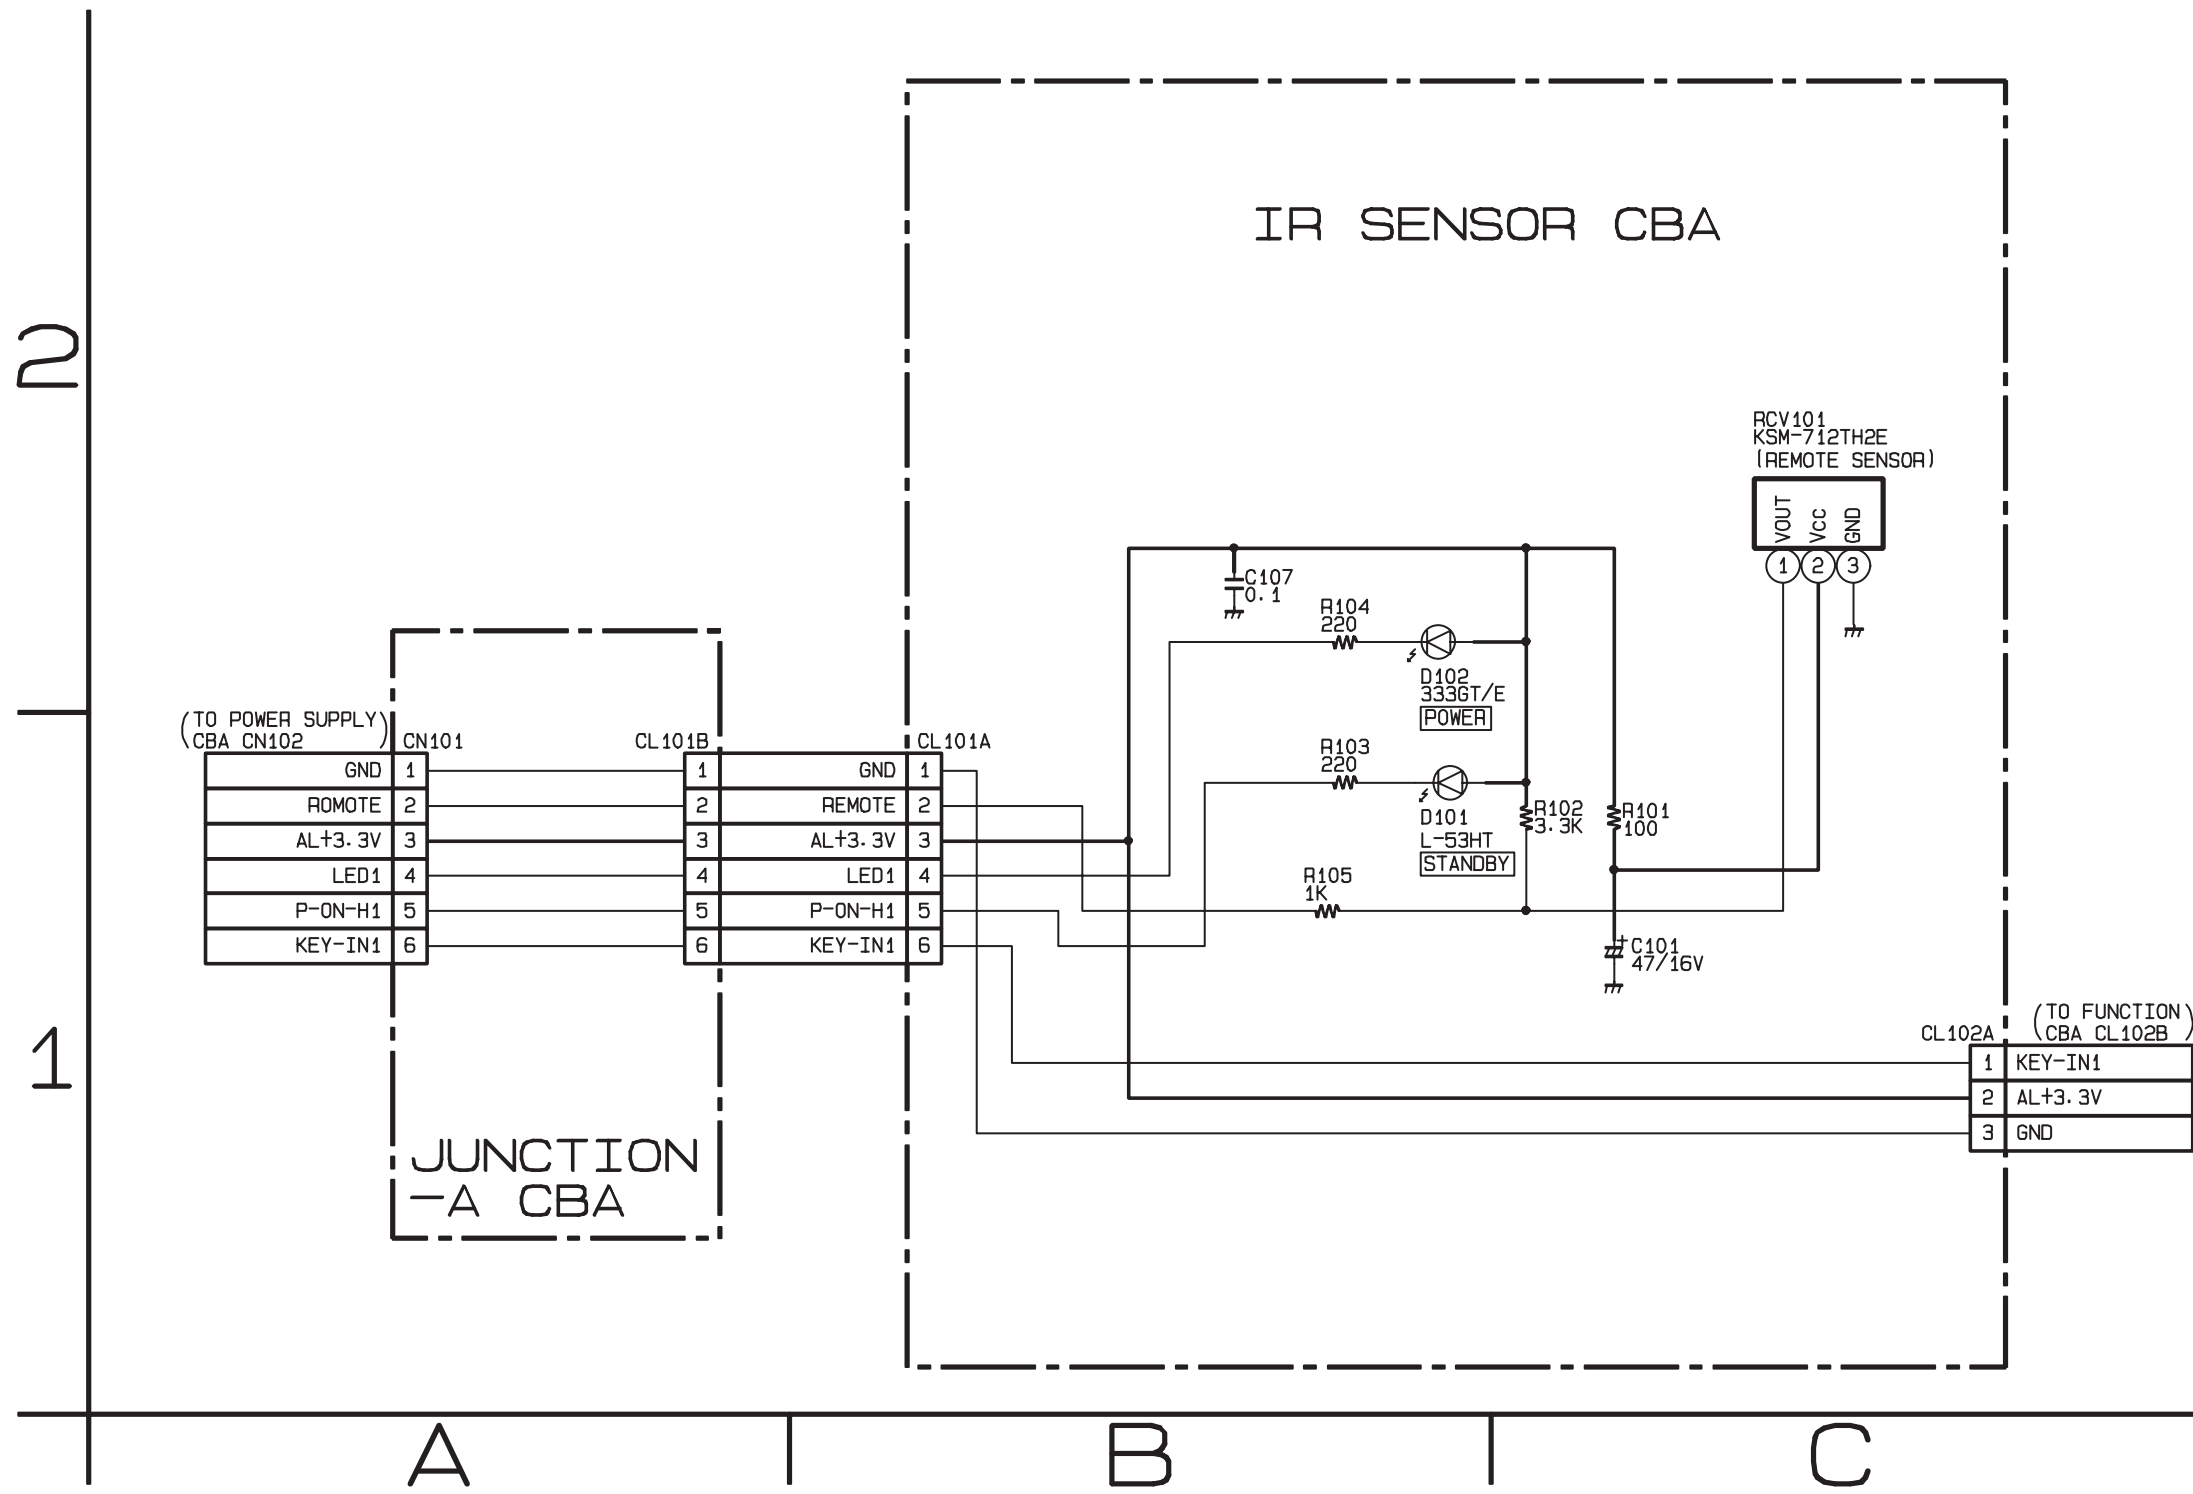 IR SENSOR CBA
2
RCV101
KSM-712TH2E
(REMOTE SENSOR)
VOUT
VCC
GND
1 2 3
C107
0.1
R104
220
D102
333GT/E
POWER
R103
220
D101
L-53HT
STANDBY
R102
3.3K
R101
100
R105
1K
+
C101
47/16V
(TO POWER SUPPLY)
(CBA CN102)
CN101
CL101B
CL101A
GND 1 1 GND 1
ROMOTE 2 2 REMOTE 2
AL+3.3V 3 3 AL+3.3V 3
LED1 4 4 LED1 4
P-ON-H1 5 5 P-ON-H1 5
KEY-IN1 6 6 KEY-IN1 6
1
JUNCTION
-A CBA
CL102A
(TO FUNCTION)
(CBA CL102B)
1 KEY-IN1
2 AL+3.3V
3 GND
A B C